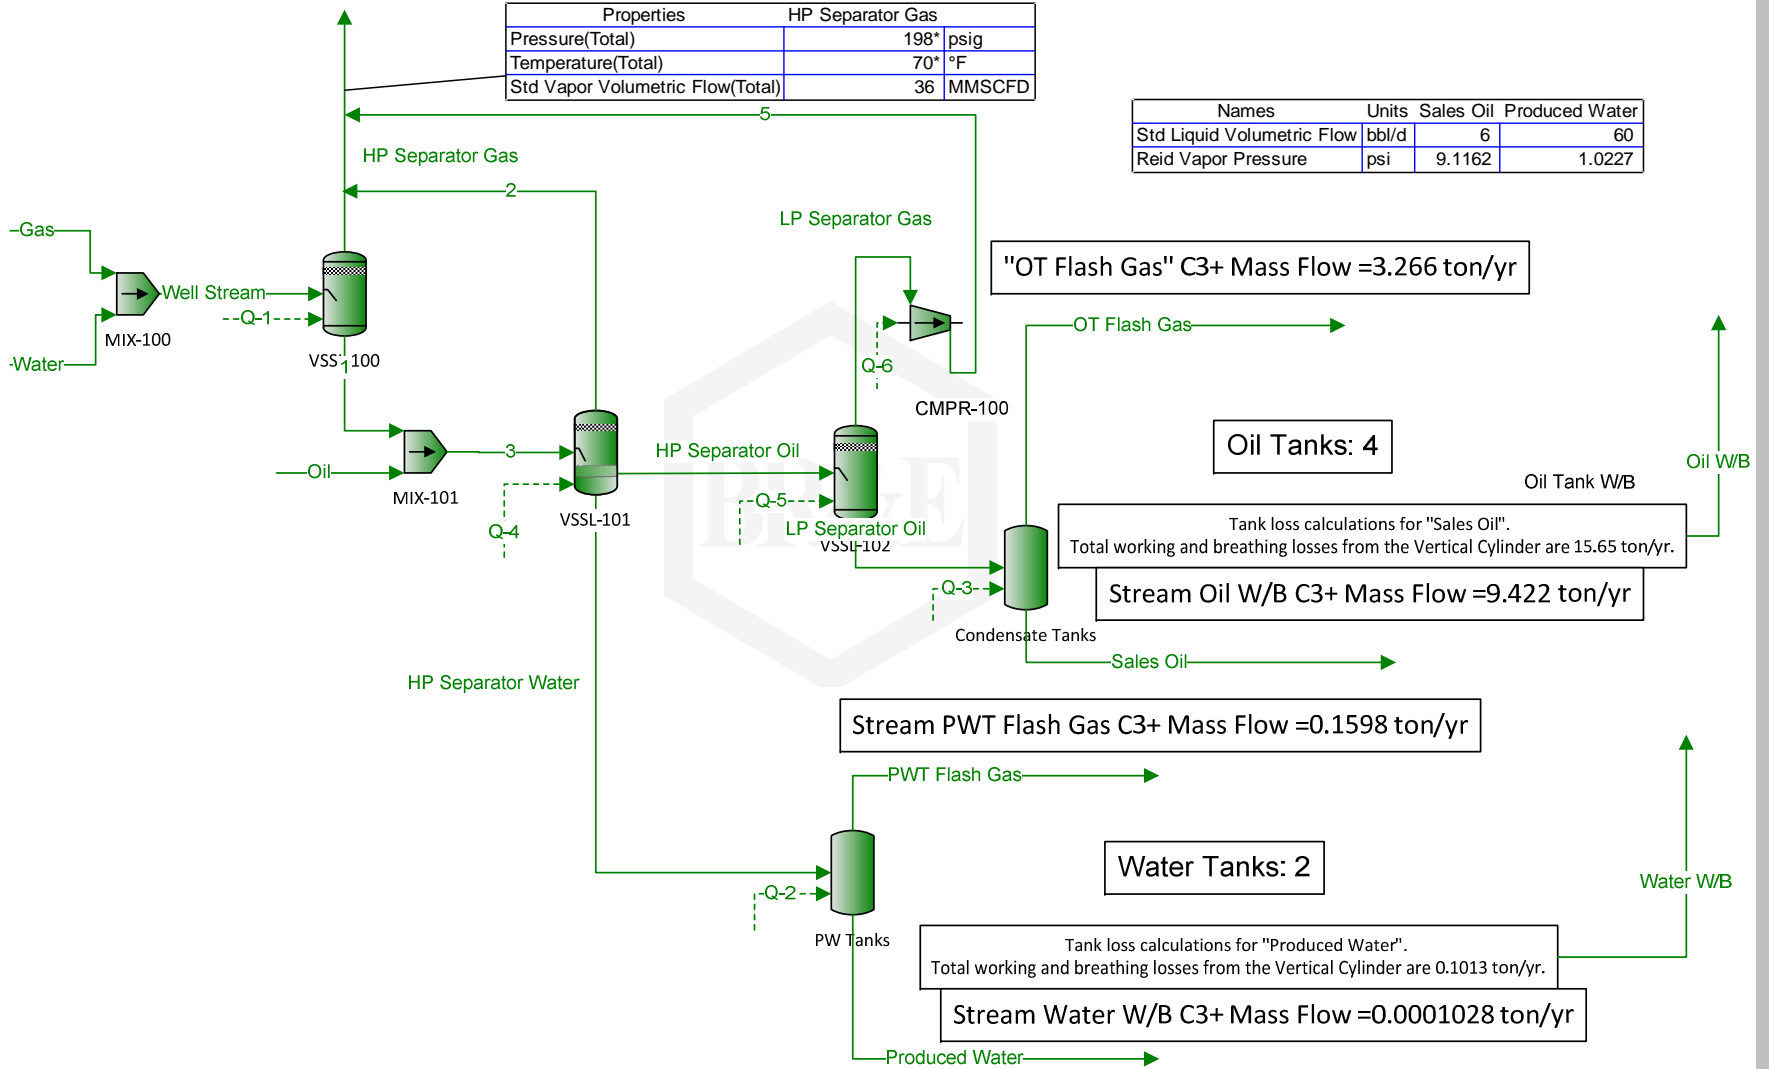 Properties HP Separator Gas
Pressure(Total) 198* psig
Temperature(Total) 70* °F
Std Vapor Volumetric Flow(Total) 36 MMSCFD
Names Units Sales Oil Produced Water
Std Liquid Volumetric Flow bbl/d 6 60
Reid Vapor Pressure psi 9.1162 1.0227
5
HP Separator Gas
2
LP Separator Gas
Gas
"OT Flash Gas" C3+ Mass Flow =3.266 ton/yr
Well Stream
Q-1
MIX-100
OT Flash Gas
Water
VSSL-100
1
Q-6
CMPR-100
Oil Tanks: 4
3
HP Separator Oil
Oil W/B
Oil
MIX-101
Oil Tank W/B
Q-4
VSSL-101
Q-5
BR&E
LP Separator Oil
VSSL-102
Tank loss calculations for "Sales Oil".
Total working and breathing losses from the Vertical Cylinder are 15.65 ton/yr.
Q-3
Stream Oil W/B C3+ Mass Flow =9.422 ton/yr
Condensate Tanks
Sales Oil
HP Separator Water
Stream PWT Flash Gas C3+ Mass Flow =0.1598 ton/yr
PWT Flash Gas
Water Tanks: 2
Q-2
Water W/B
PW Tanks
Tank loss calculations for "Produced Water".
Total working and breathing losses from the Vertical Cylinder are 0.1013 ton/yr.
Stream Water W/B C3+ Mass Flow =0.0001028 ton/yr
Produced Water